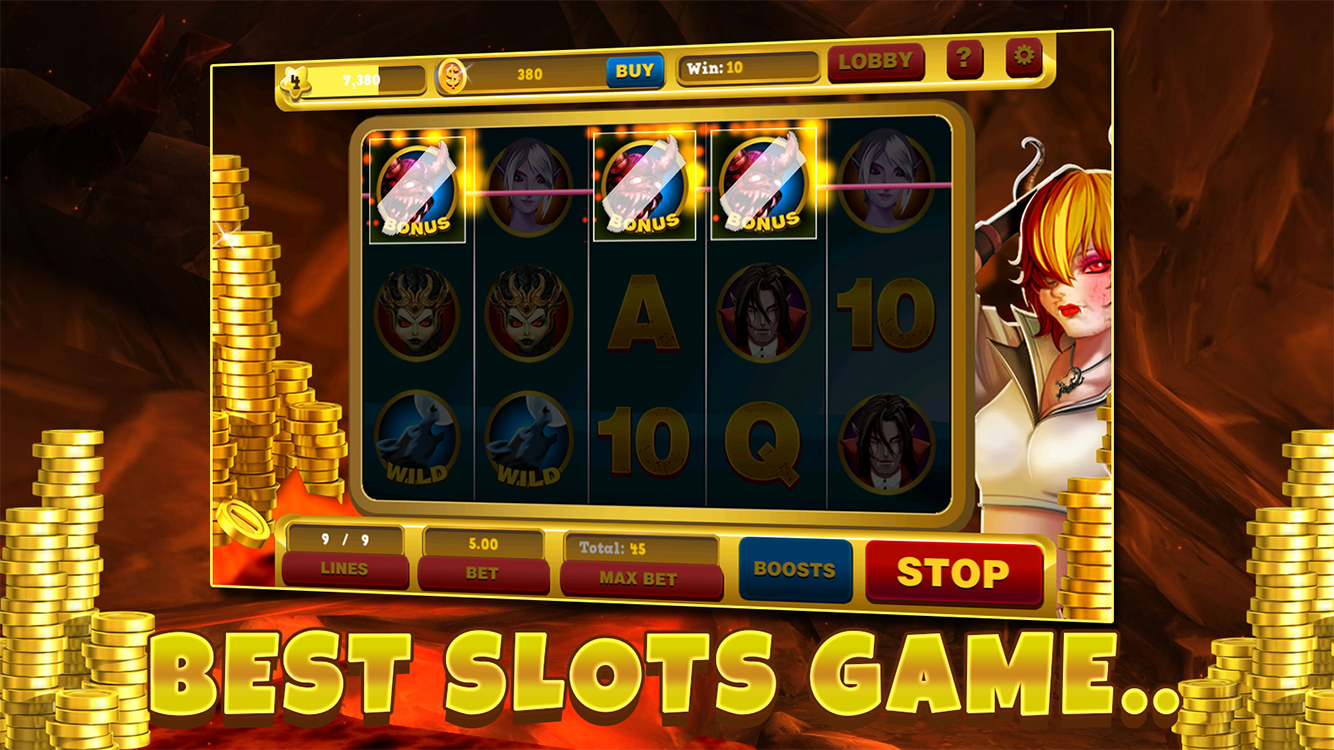 4 7,380 $ 380 BUY Win: 10 LOBBY ?
BONUS BONUS BONUS
A 10
WILD WILD 10 Q
9 / 9 5.00 Total: 45
LINES BET MAX BET BOOSTS STOP
BEST SLOTS GAME..